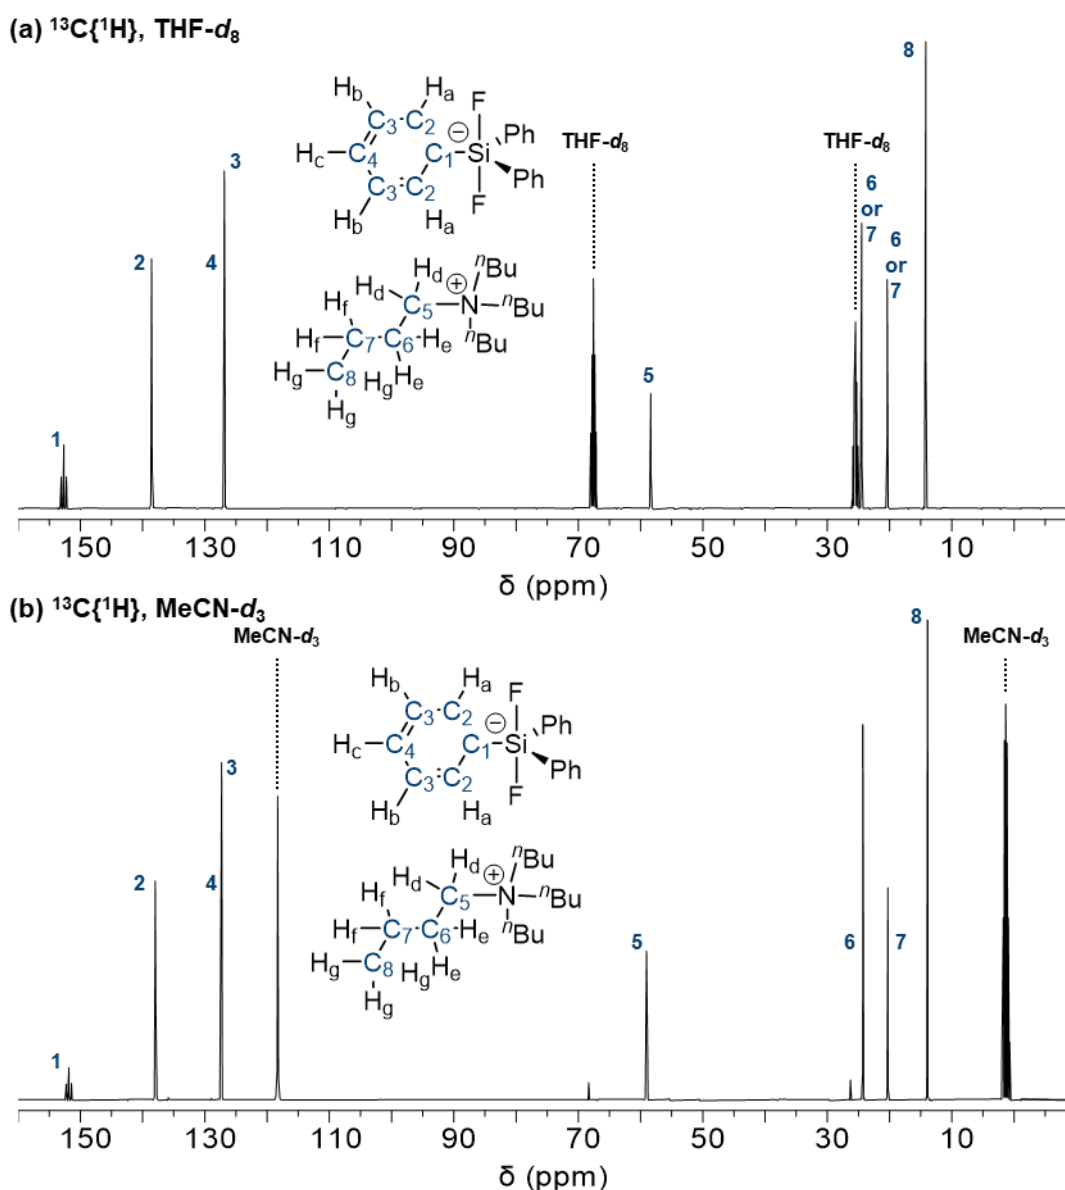 (a) ¹³C{¹H}, THF-d₈
8
Hb Ha
F
C3 C2
⊖
Ph
THF-d₈
THF-d₈
3
Hc C4 C1 Si
6
2
4
C3 C2
Ph
or
F
7
6
Hb Ha
or
7
Hd ⊕ ⁿBu
Hd
C5 N ⁿBu
Hf
ⁿBu
Hf C7 C6 He
Hg C8 Hg He
5
Hg
1
150 130 110 90 70 50 30 10
δ (ppm)
(b) ¹³C{¹H}, MeCN-d₃
MeCN-d₃
8
MeCN-d₃
Hb Ha
F
C3 C2
⊖
Ph
Hc C4 C1 Si
3
C3 C2
Ph
F
Hb Ha
Hd ⊕ ⁿBu
2
4
Hd
C5 N ⁿBu
Hf
ⁿBu
Hf C7 C6 He
5
6
7
Hg C8 Hg He
Hg
1
150 130 110 90 70 50 30 10
δ (ppm)